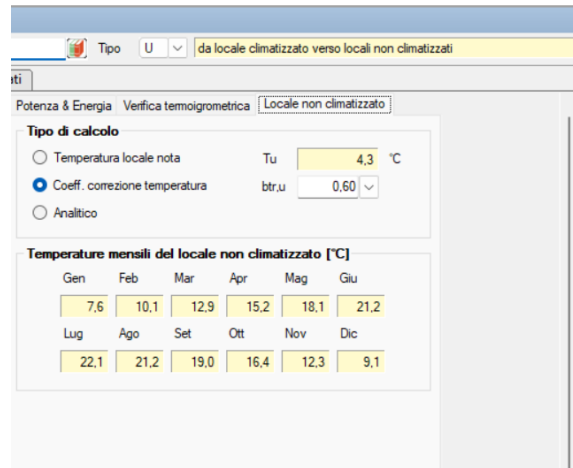 Tipo U da locale climatizzato verso locali non climatizzati
ati
Potenza & Energia Verifica termoigrometrica Locale non climatizzato
Tipo di calcolo
Temperatura locale nota Tu 4,3 °C
Coeff. correzione temperatura btr,u 0,60
Analitico
Temperature mensili del locale non climatizzato [°C]
Gen Feb Mar Apr Mag Giu
7,6 10,1 12,9 15,2 18,1 21,2
Lug Ago Set Ott Nov Dic
22,1 21,2 19,0 16,4 12,3 9,1